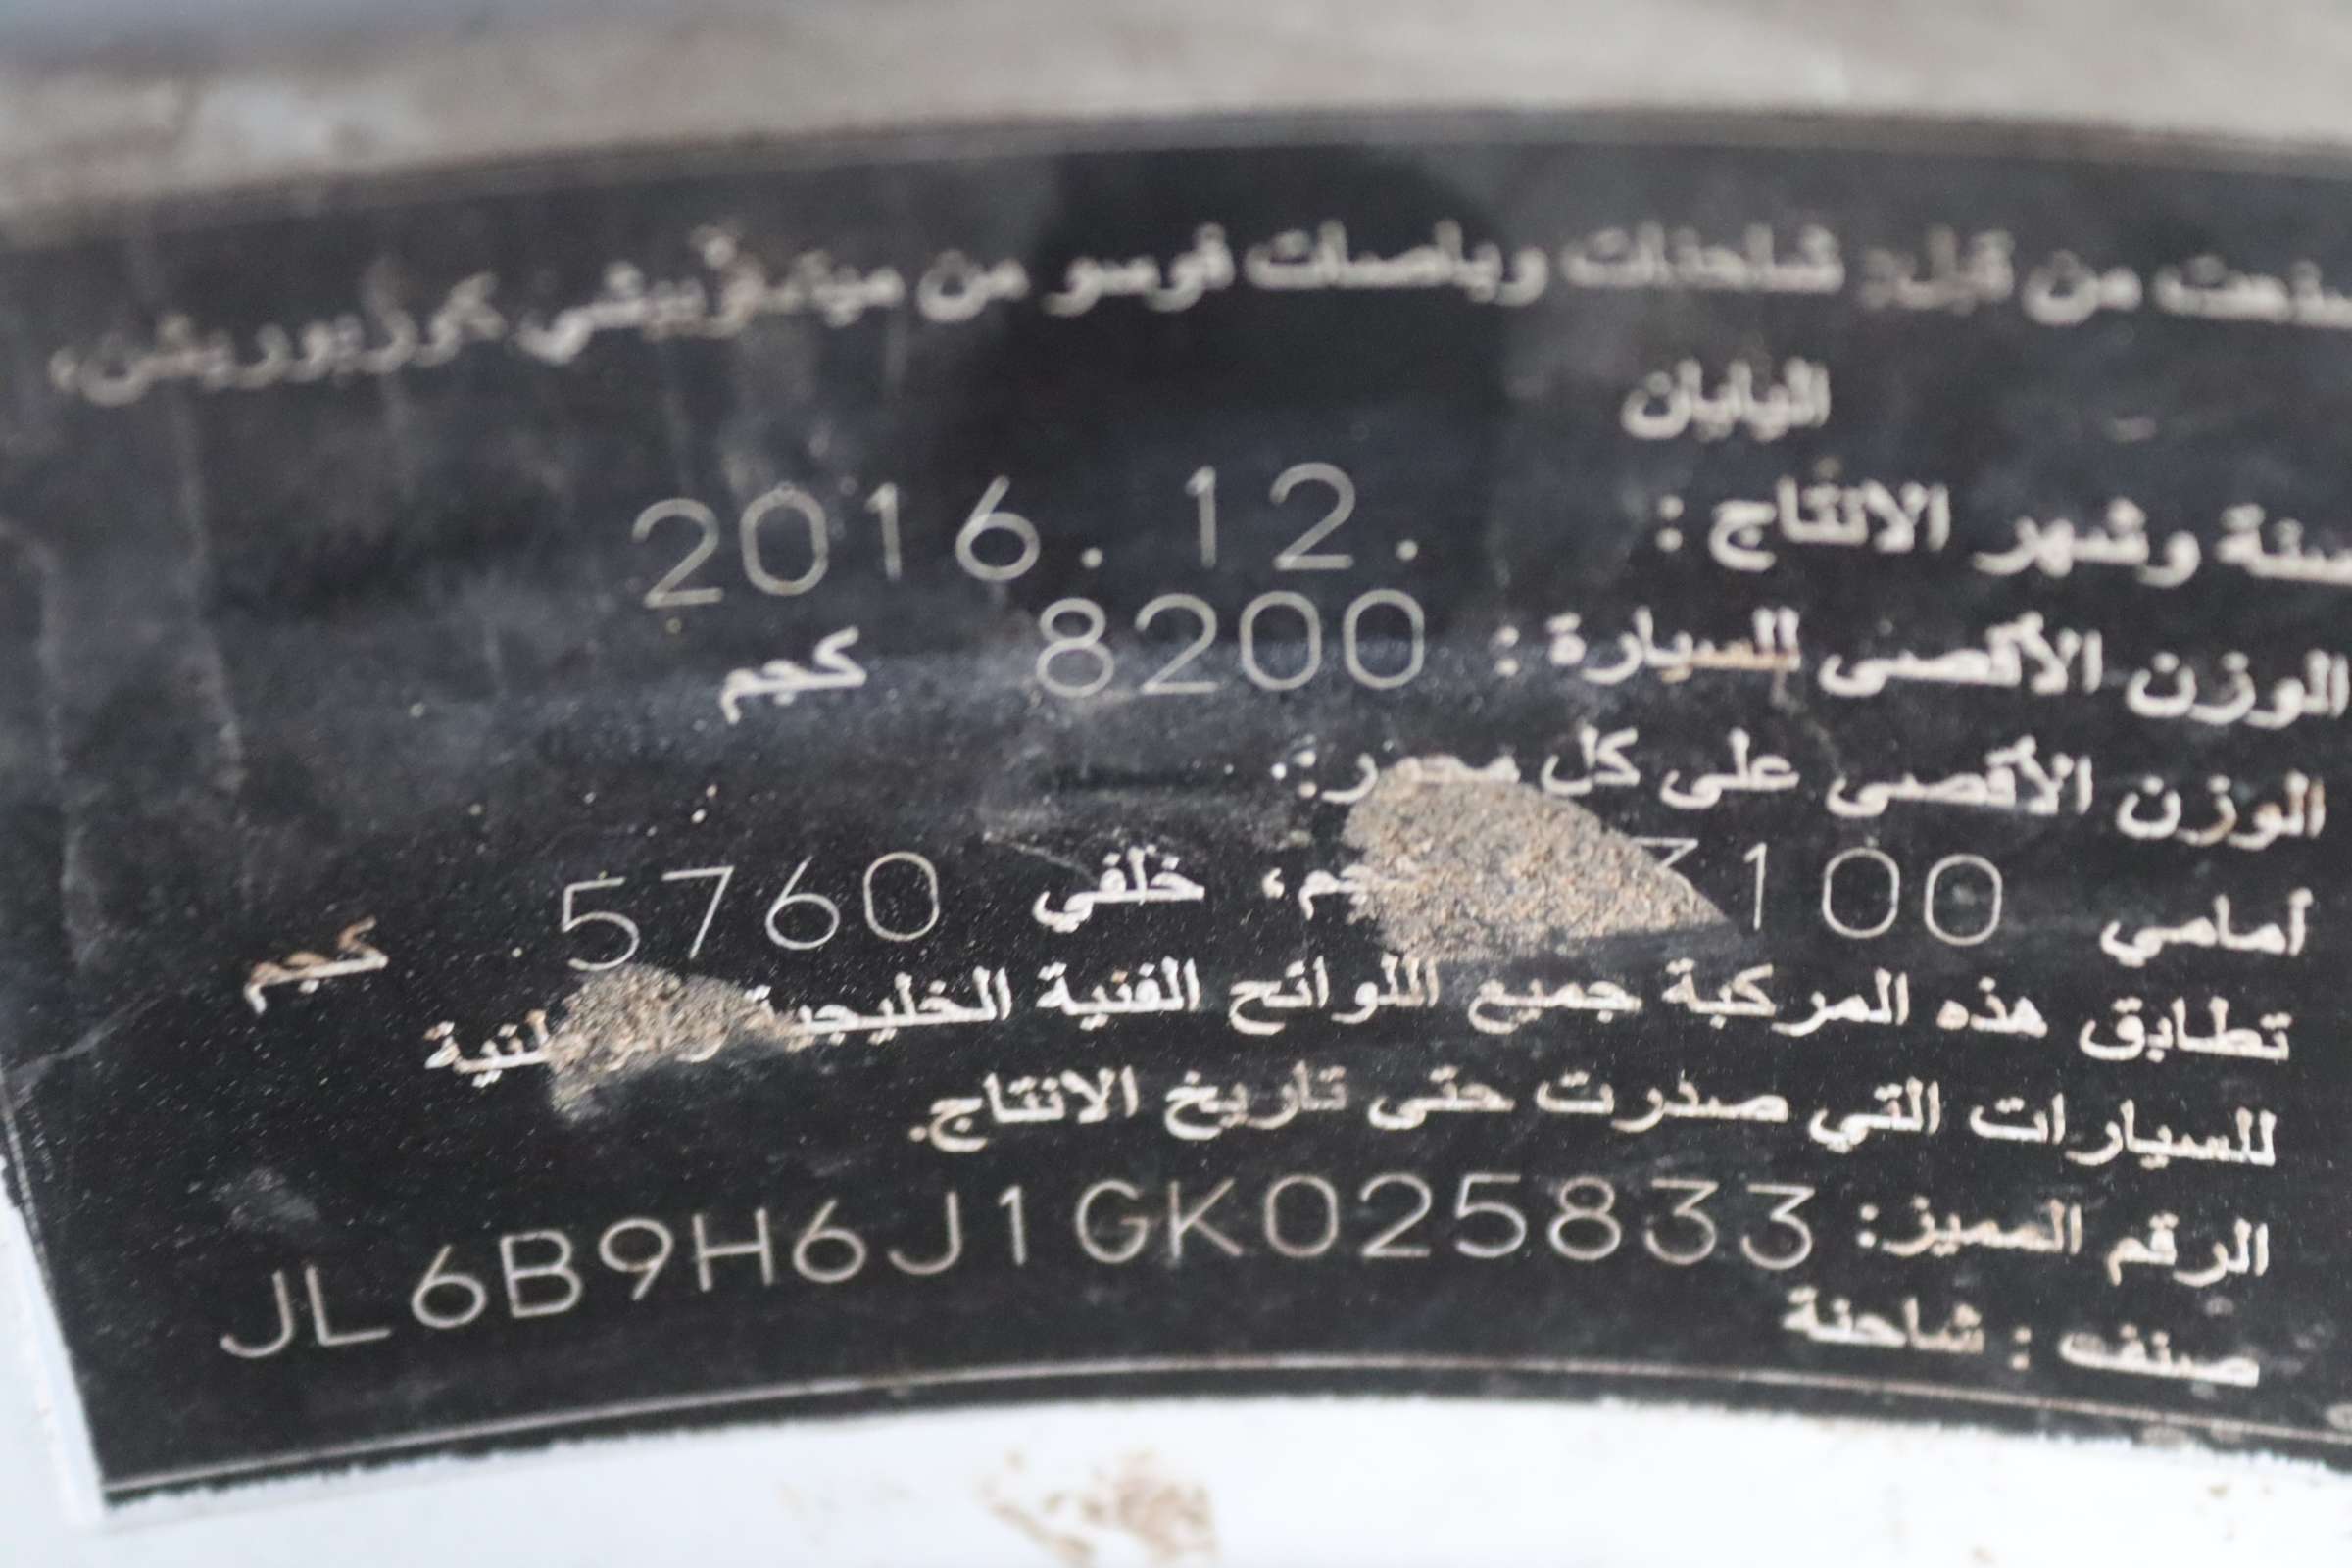 صنعت من قبل: شاحنات وباصات فوسو من ميتسوبيشي كوربوريشن،
اليابان
سنة وشهر الانتاج : 2016.12.
الوزن الأقصى للسيارة : 8200 كجم
الوزن الأقصى على كل محور:
أمامي 3100 كجم، خلفي 5760 كجم
تطابق هذه المركبة جميع اللوائح الفنية الخليجية
للسيارات التي صدرت حتى تاريخ الانتاج.
الرقم المميز: JL6B9H6J1GK025833
صنف : شاحنة